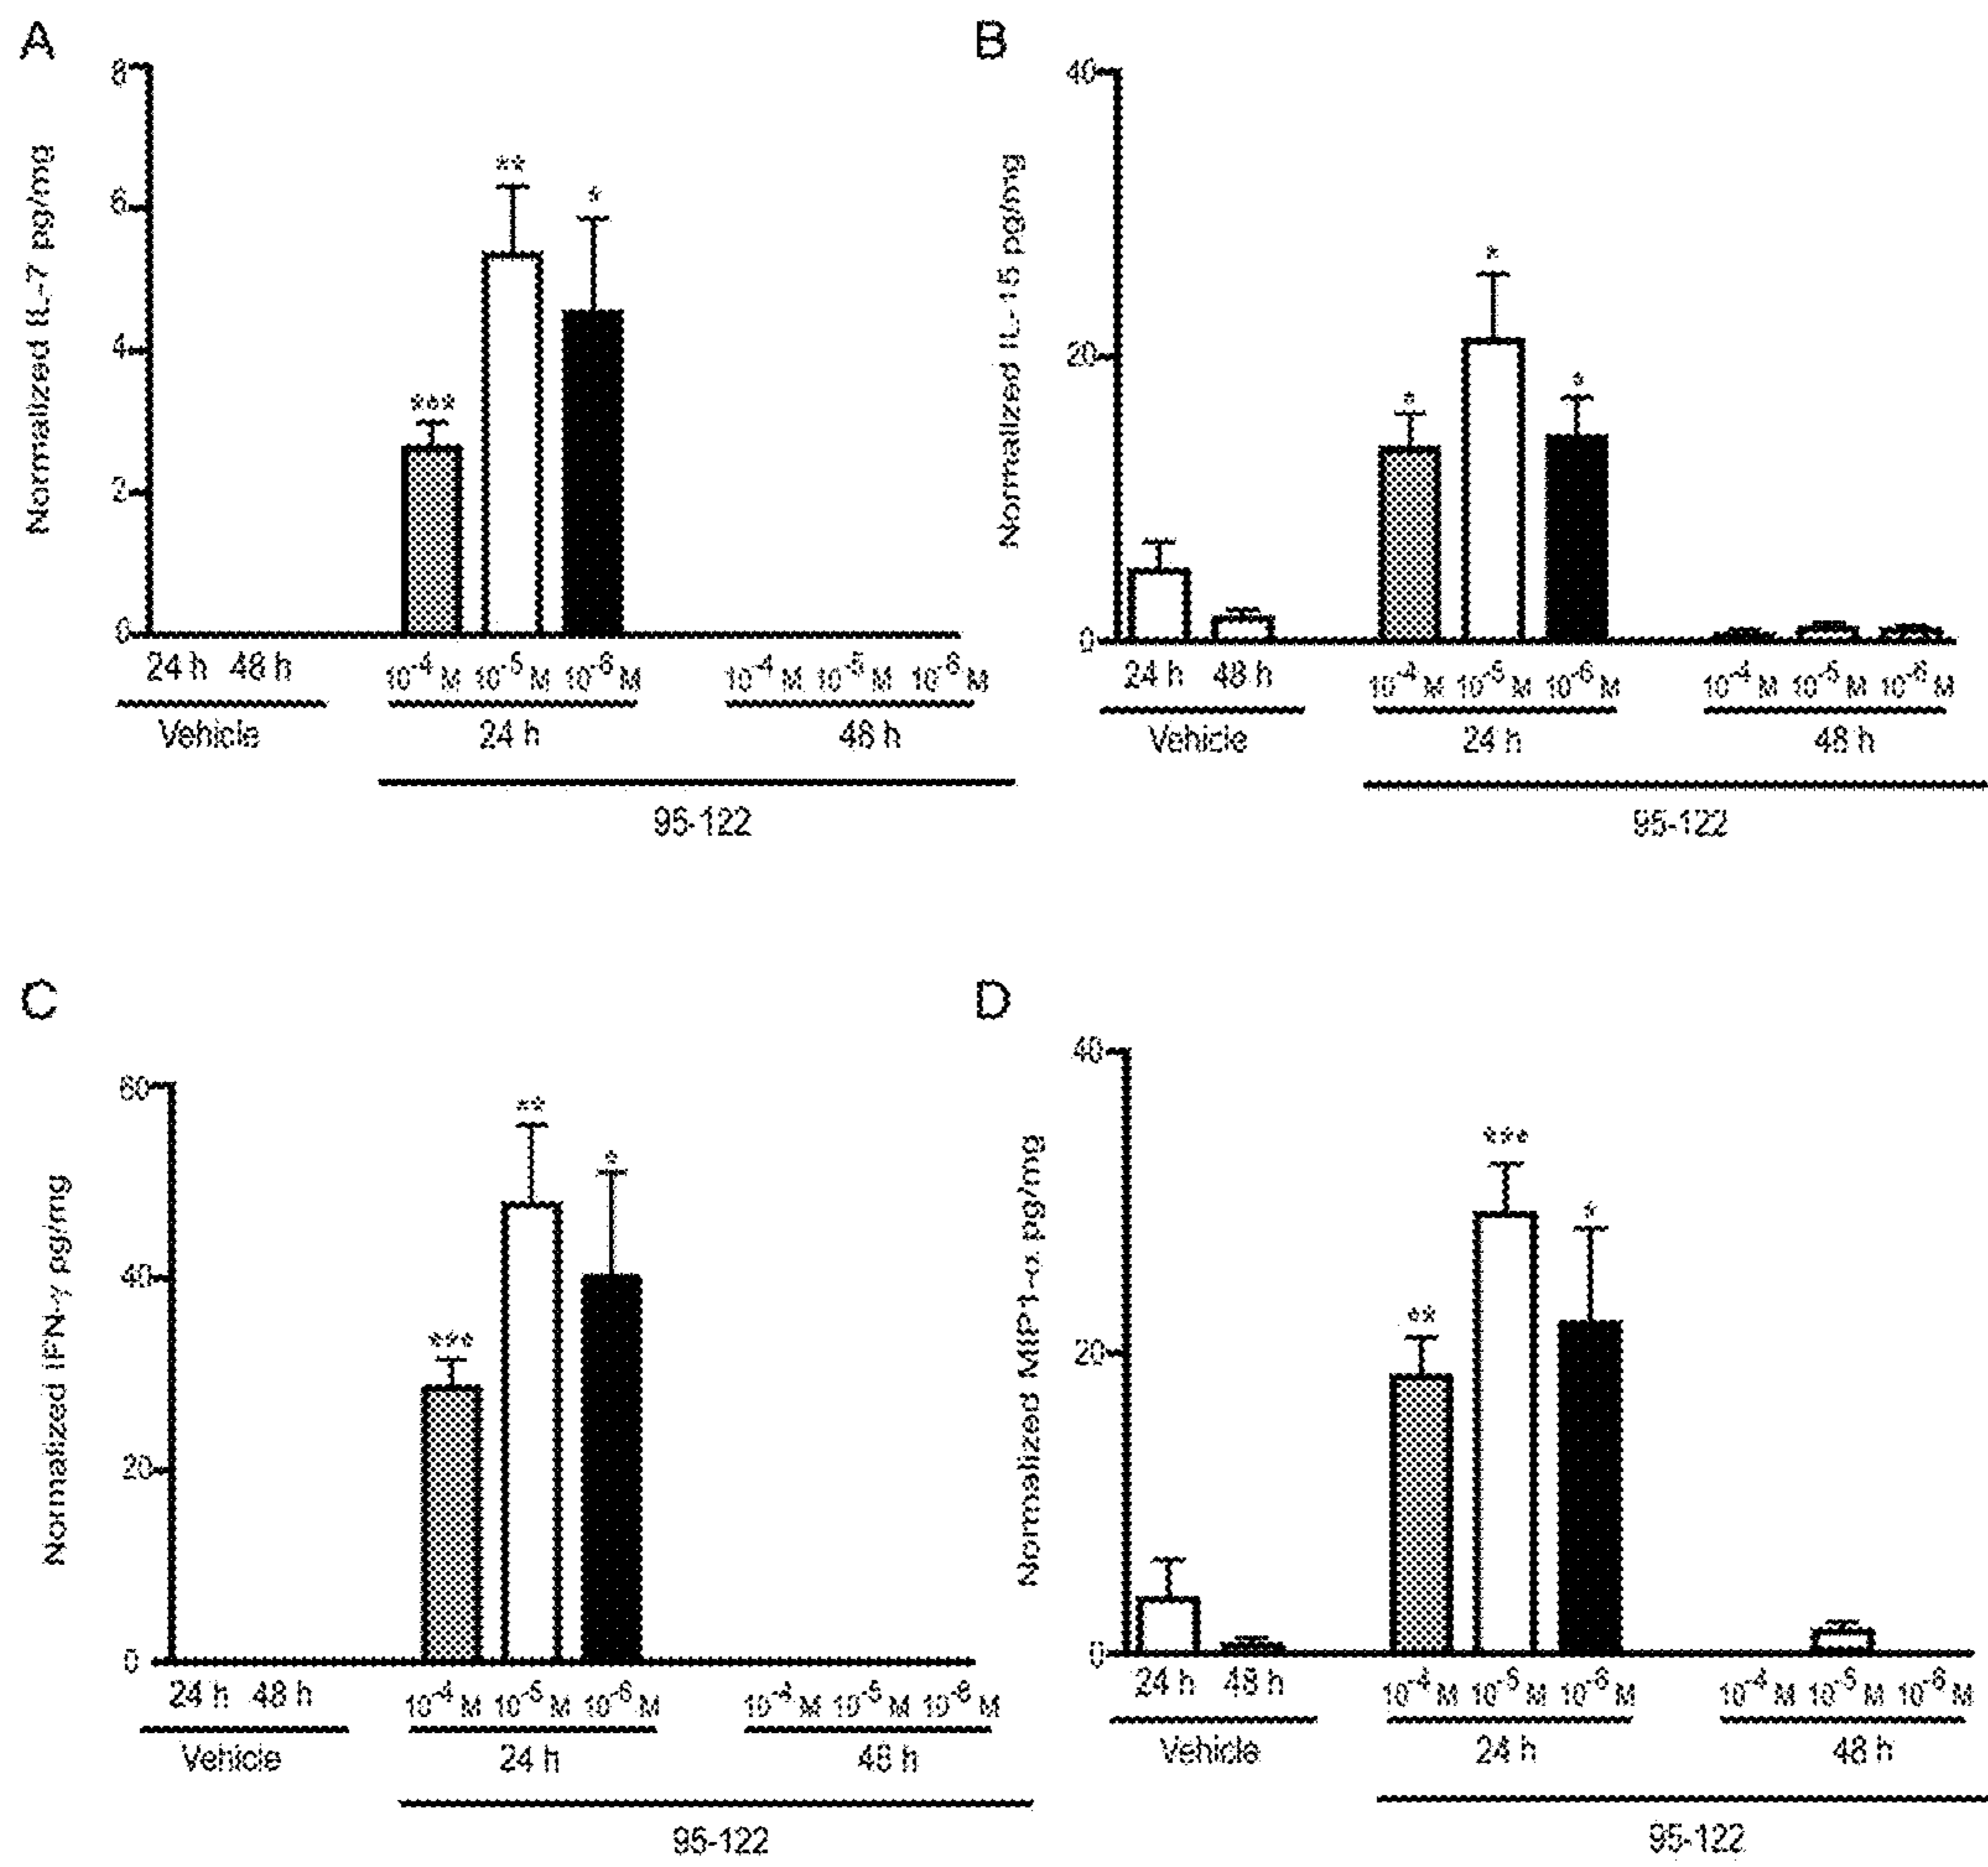 A
Normalized IL-7 pg/mg
8
6
4
2
0
*** ** *
24 h 48 h 10-4 M 10-5 M 10-6 M 10-4 M 10-5 M 10-6 M
Vehicle 24 h 48 h
95-122
B
Normalized IL-15 pg/mg
40
20
0
* * *
24 h 48 h 10-4 M 10-5 M 10-6 M 10-4 M 10-5 M 10-6 M
Vehicle 24 h 48 h
95-122
C
Normalized IFN-γ pg/mg
60
40
20
0
*** ** *
24 h 48 h 10-4 M 10-5 M 10-6 M 10-4 M 10-5 M 10-6 M
Vehicle 24 h 48 h
95-122
D
Normalized MIP1-α pg/mg
40
20
0
** *** *
24 h 48 h 10-4 M 10-5 M 10-6 M 10-4 M 10-5 M 10-6 M
Vehicle 24 h 48 h
95-122